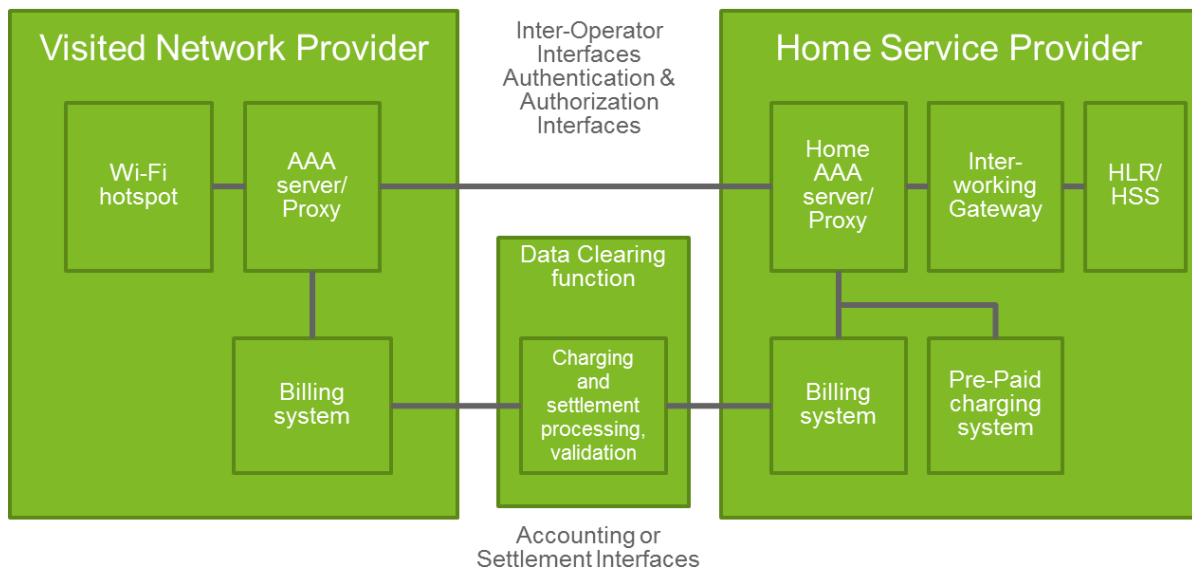 Visited Network Provider
Inter-Operator
Interfaces
Authentication &
Authorization
Interfaces
Home Service Provider
Wi-Fi
hotspot
AAA
server/
Proxy
Home
AAA
server/
Proxy
Inter-
working
Gateway
HLR/
HSS
Data Clearing
function
Billing
system
Charging
and
settlement
processing,
validation
Billing
system
Pre-Paid
charging
system
Accounting or
Settlement Interfaces